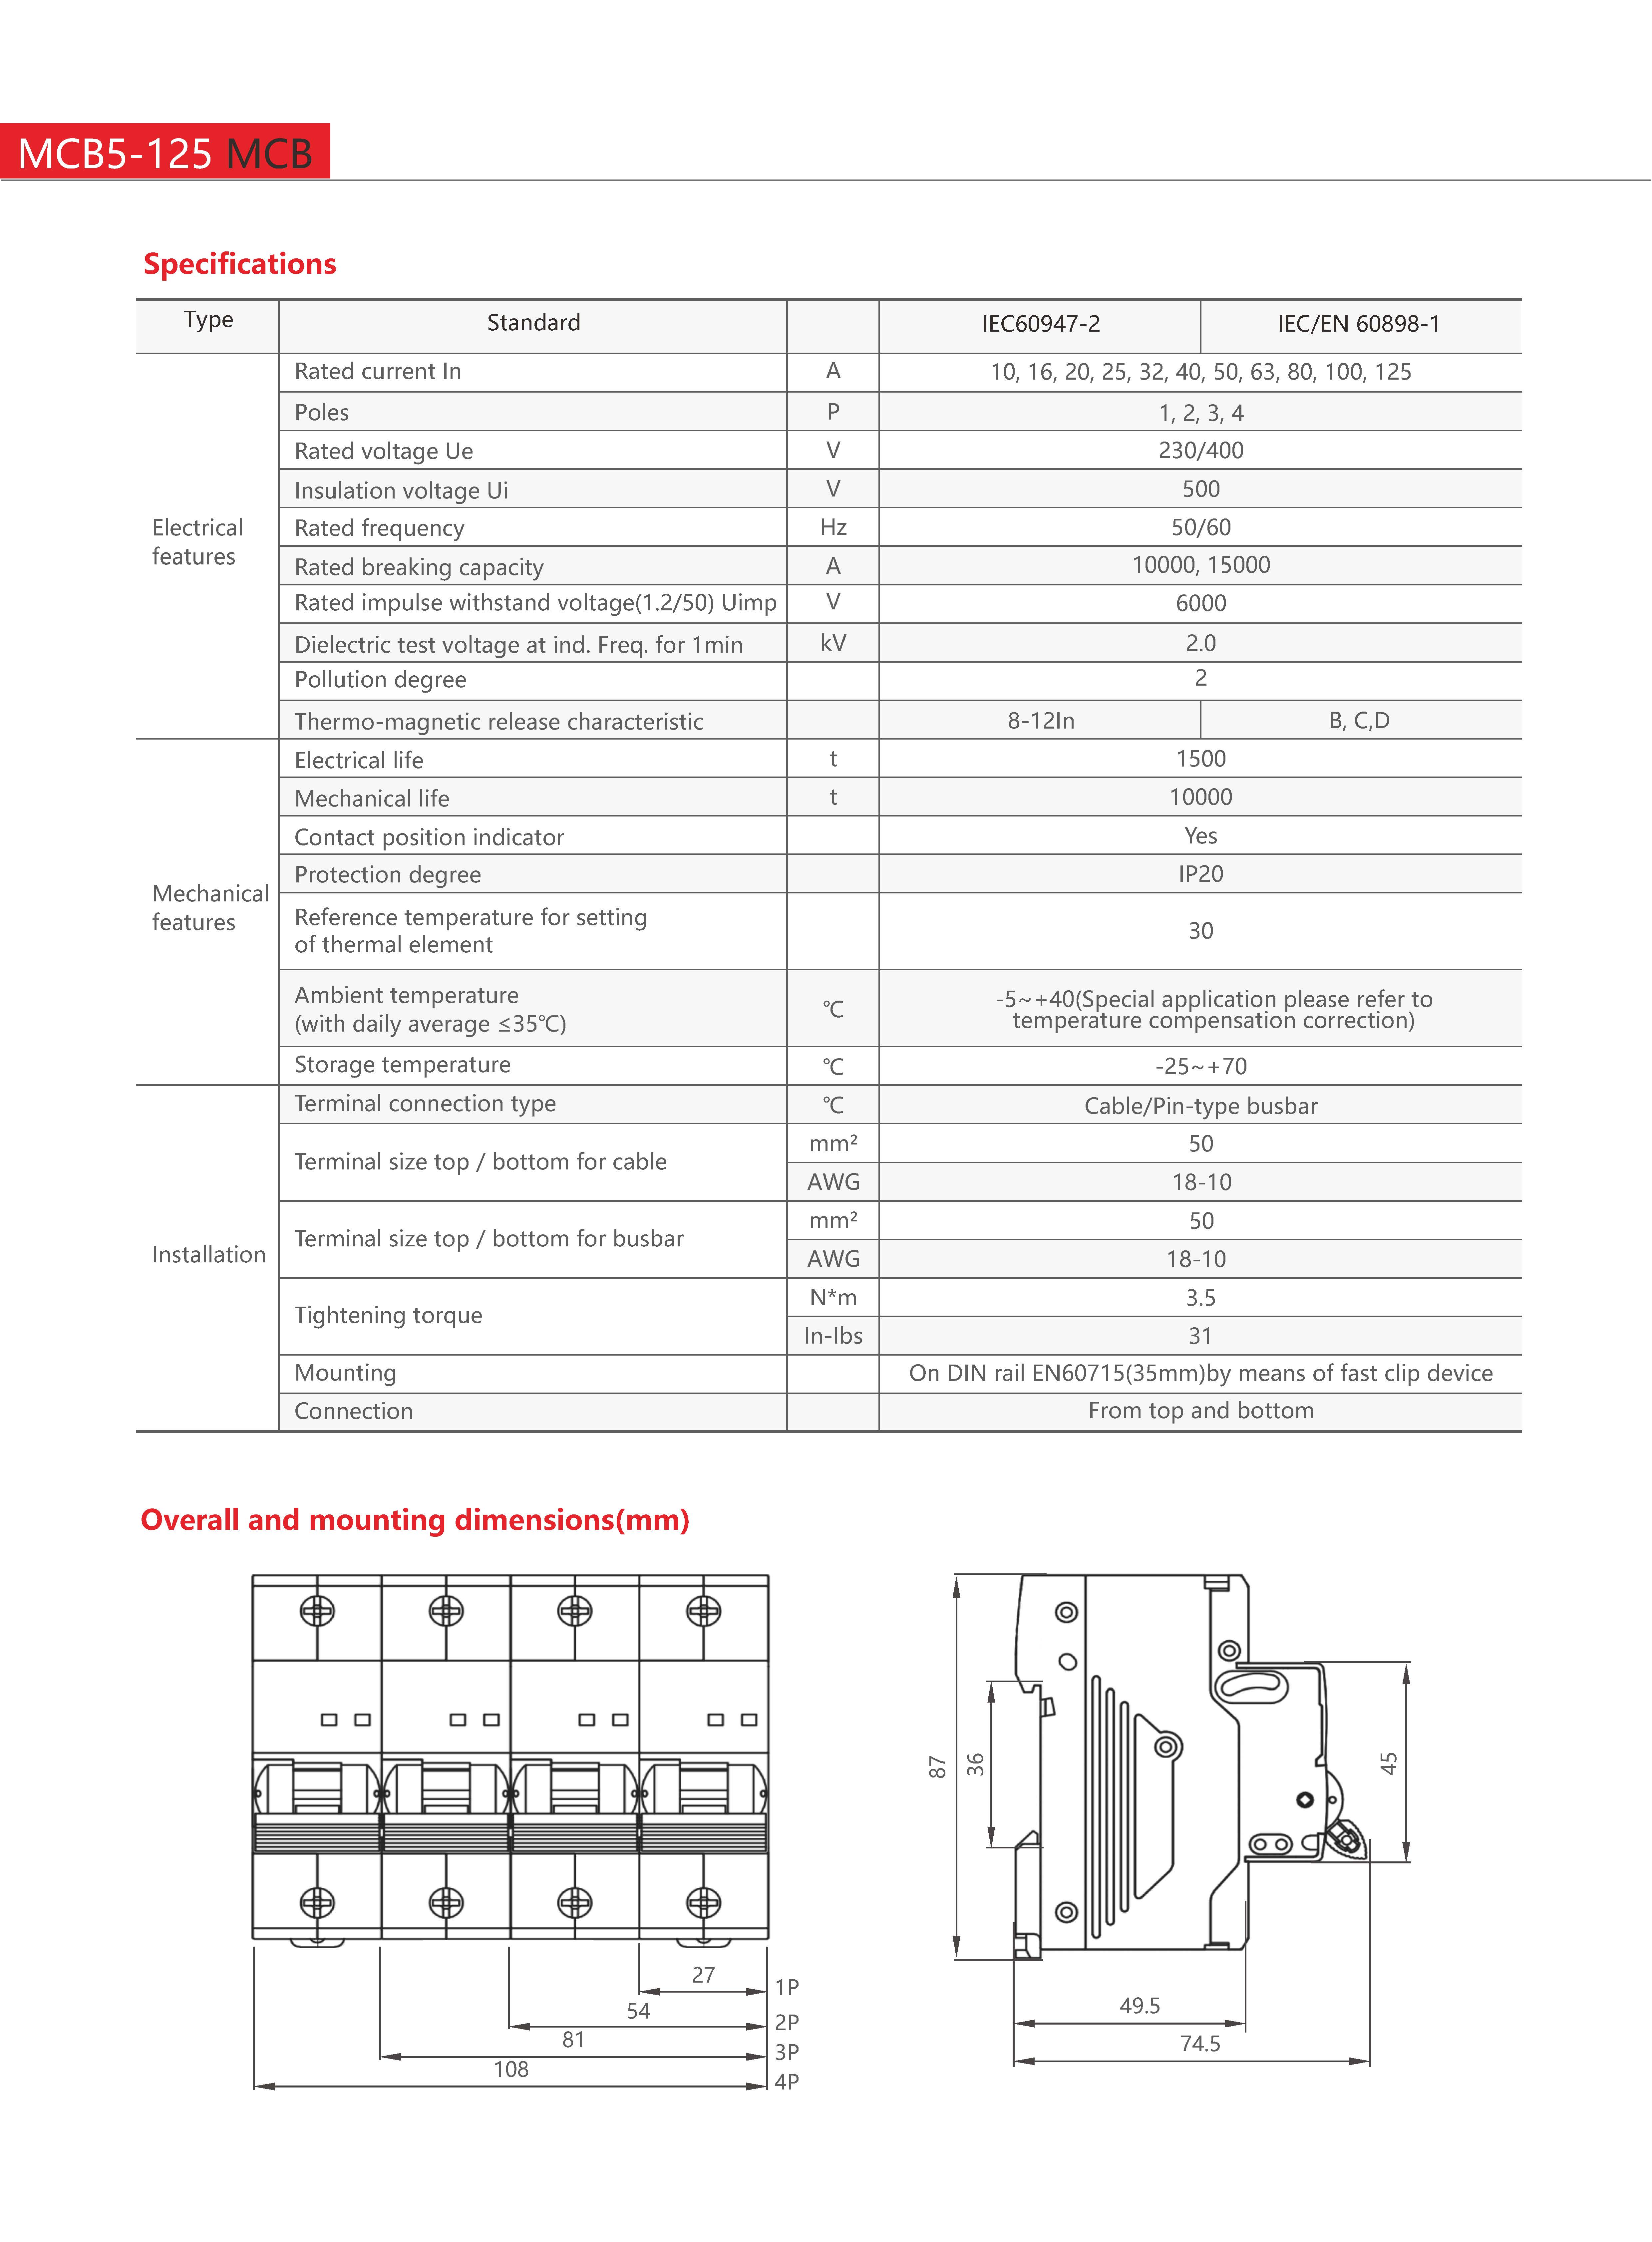 MCB5-125 MCB
Specifications
Type Standard IEC60947-2 IEC/EN 60898-1
Electrical
features
Rated current In A 10, 16, 20, 25, 32, 40, 50, 63, 80, 100, 125
Poles P 1, 2, 3, 4
Rated voltage Ue V 230/400
Insulation voltage Ui V 500
Rated frequency Hz 50/60
Rated breaking capacity A 10000, 15000
Rated impulse withstand voltage(1.2/50) Uimp V 6000
Dielectric test voltage at ind. Freq. for 1min kV 2.0
Pollution degree 2
Thermo-magnetic release characteristic 8-12In B, C,D
Mechanical
features
Electrical life t 1500
Mechanical life t 10000
Contact position indicator Yes
Protection degree IP20
Reference temperature for setting
of thermal element 30
Ambient temperature
(with daily average ≤35℃) ℃ -5~+40(Special application please refer to
temperature compensation correction)
Storage temperature ℃ -25~+70
Installation
Terminal connection type ℃ Cable/Pin-type busbar
Terminal size top / bottom for cable mm² 50
AWG 18-10
Terminal size top / bottom for busbar mm² 50
AWG 18-10
Tightening torque N*m 3.5
In-Ibs 31
Mounting On DIN rail EN60715(35mm)by means of fast clip device
Connection From top and bottom
Overall and mounting dimensions(mm)
27 1P
54 2P
81 3P
108 4P
87
36
45
49.5
74.5